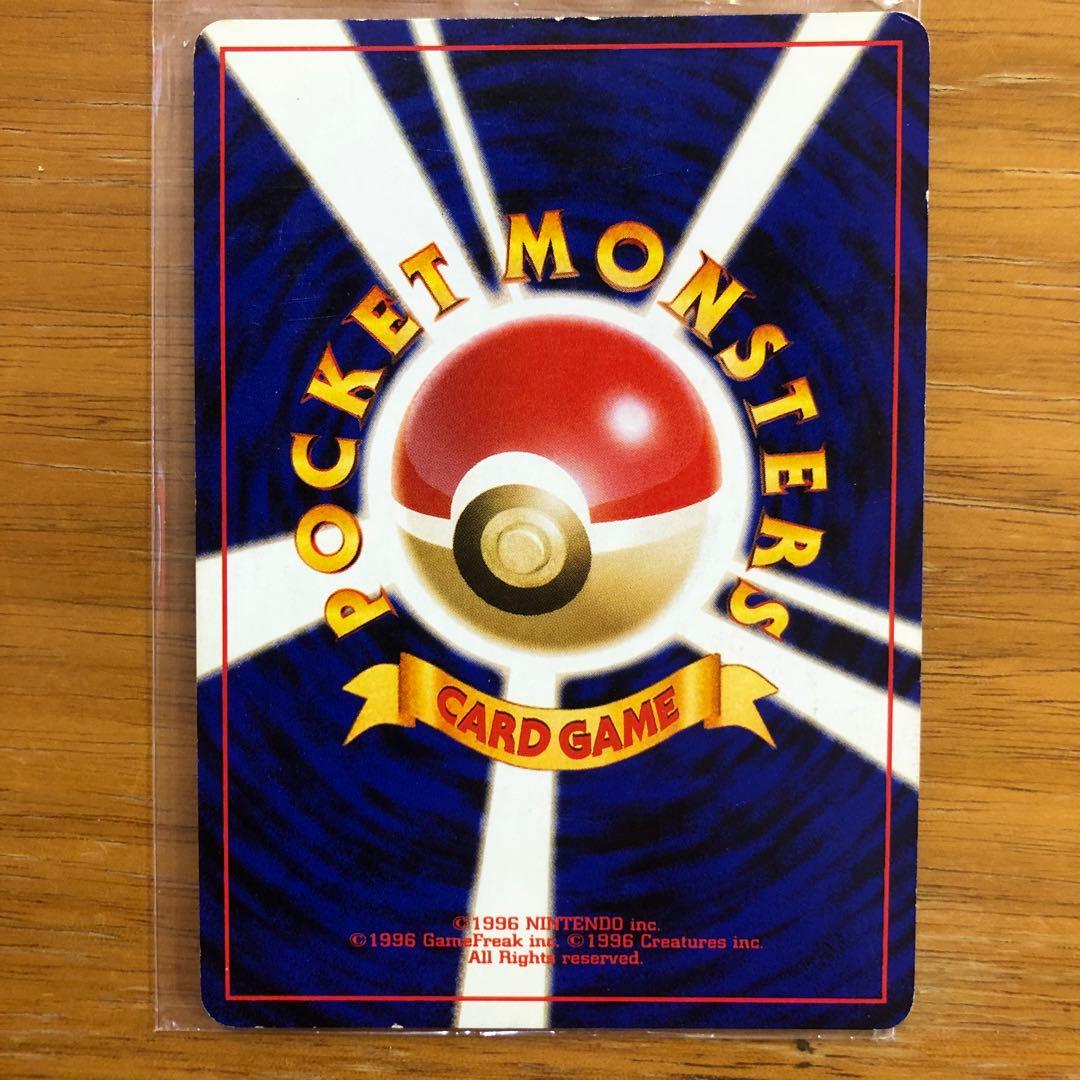 POCKET MONSTERS
CARD GAME
©1996 NINTENDO inc.
©1996 GameFreak inc. ©1996 Creatures inc.
All Rights reserved.